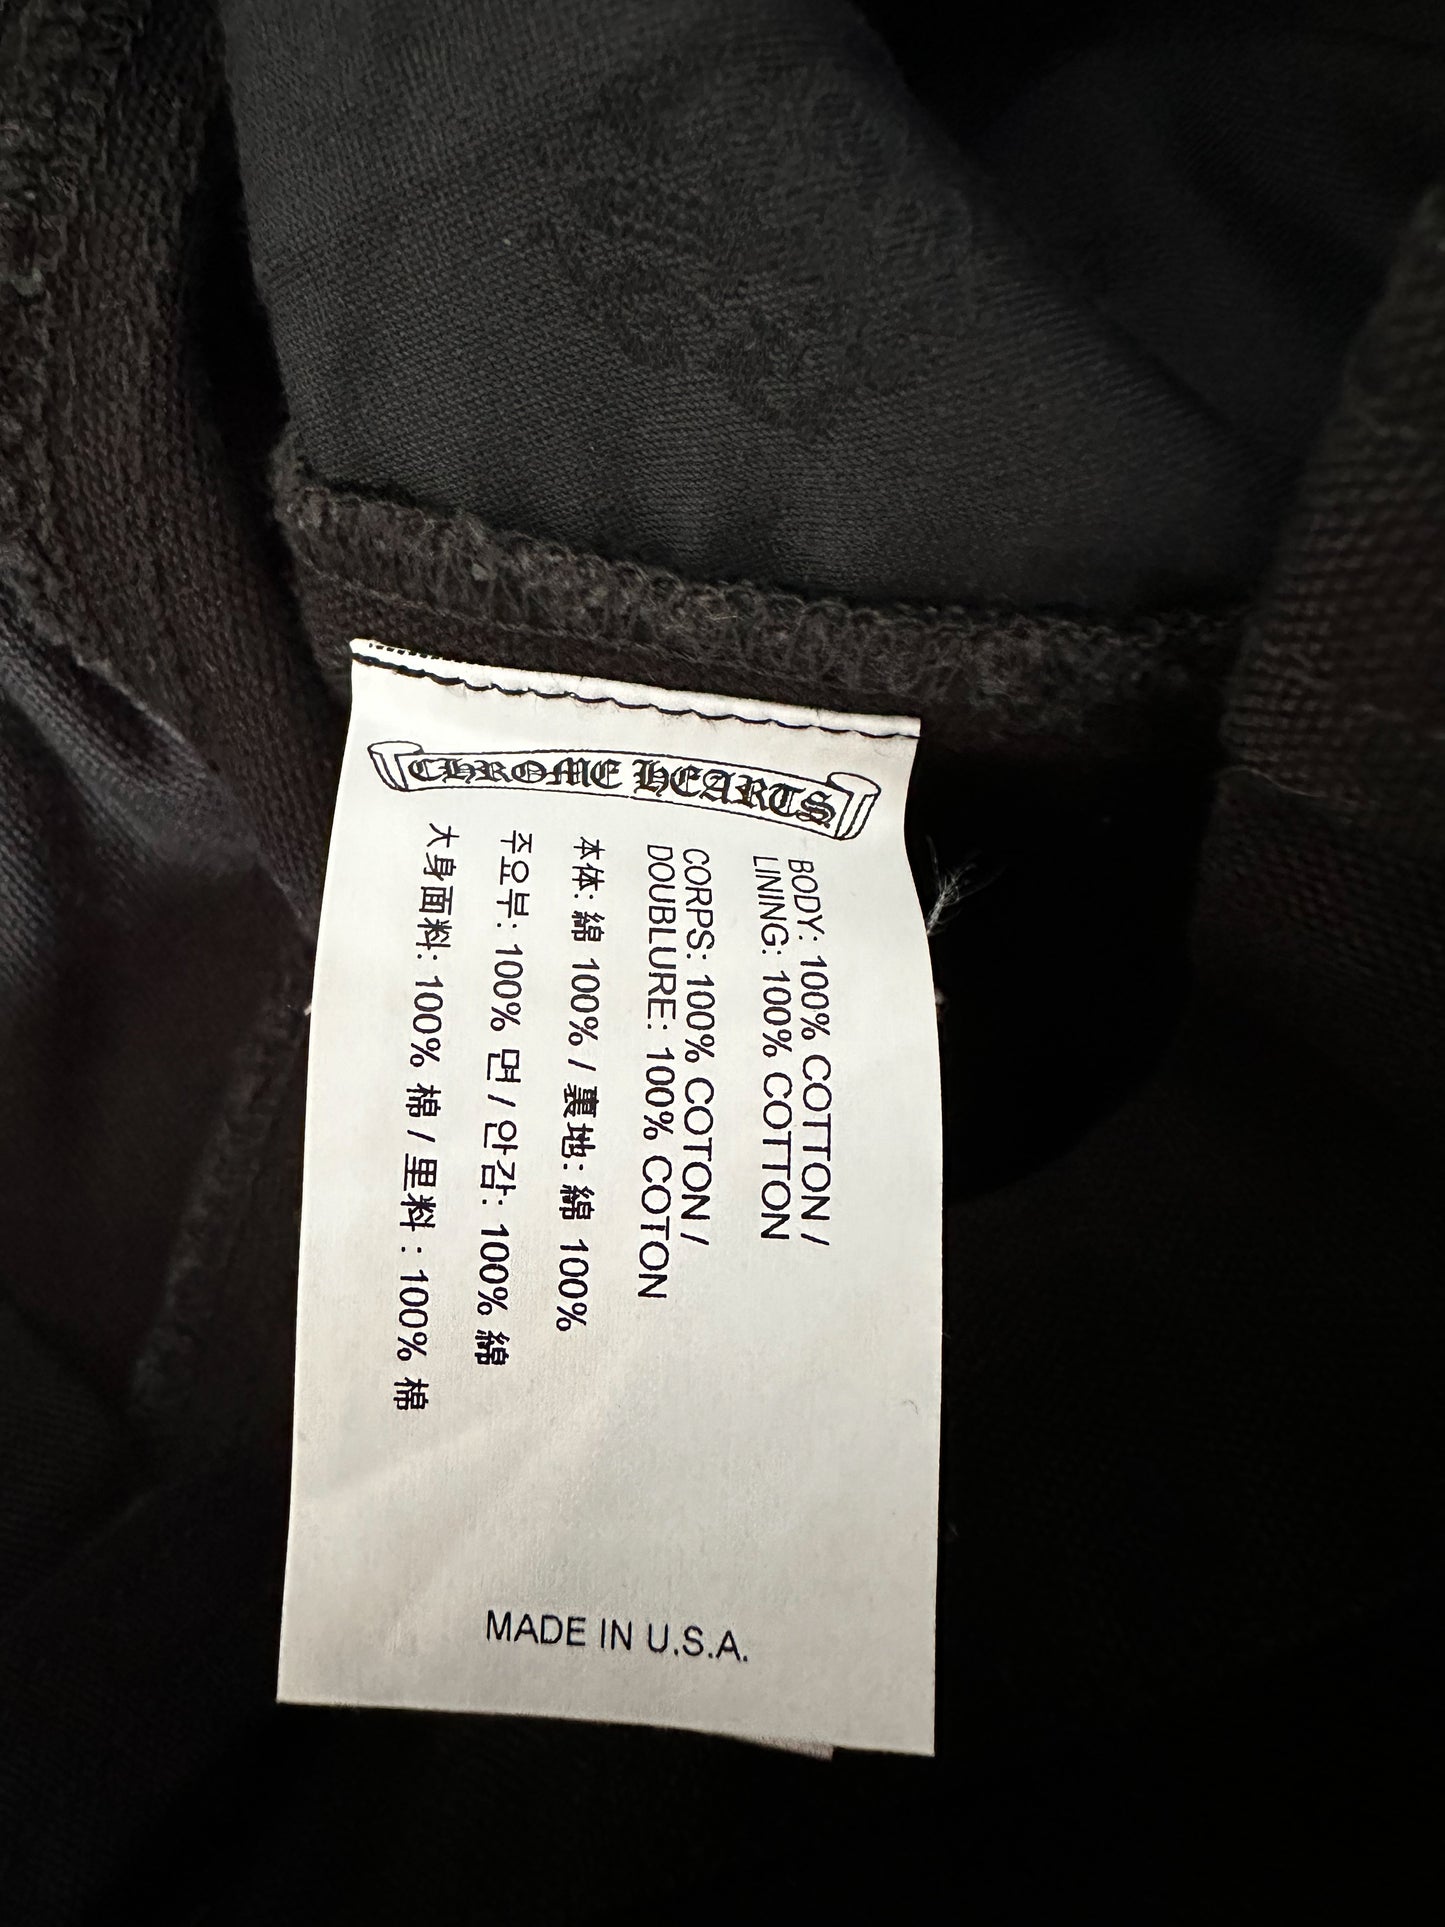 CHROME HEARTS
BODY: 100% COTTON /
LINING: 100% COTTON
CORPS: 100% COTON /
DOUBLURE: 100% COTON
本体: 綿 100% / 裏地: 綿 100%
주요부: 100% 면 / 안감: 100% 綿
大身面料: 100% 棉 / 里料 : 100% 棉
MADE IN U.S.A.